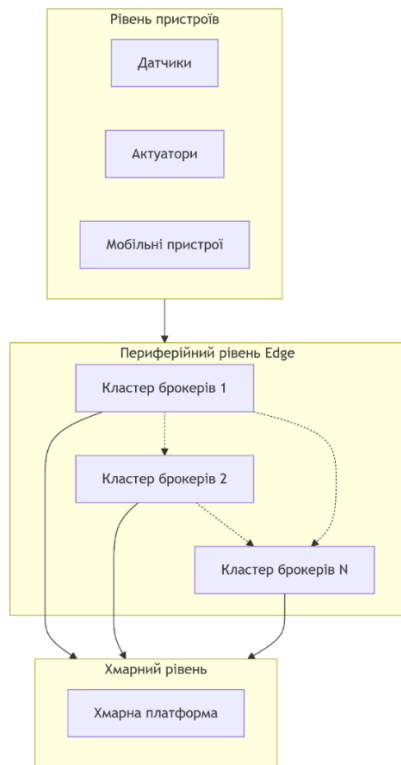 Рівень пристроїв
Датчики
Актуатори
Мобільні пристрої
Периферійний рівень Edge
Кластер брокерів 1
Кластер брокерів 2
Кластер брокерів N
Хмарний рівень
Хмарна платформа